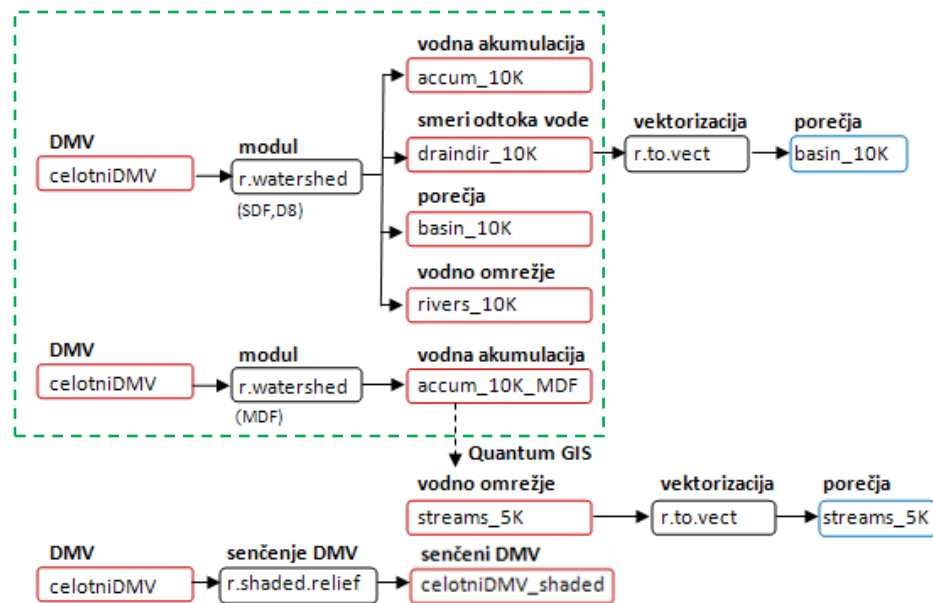 vodna akumulacija
accum_10K
DMV
celotniDMV
modul
r.watershed
(SDF,D8)
smeri odtoka vode
draindir_10K
vektorizacija
r.to.vect
porečja
basin_10K
porečja
basin_10K
vodno omrežje
rivers_10K
DMV
celotniDMV
modul
r.watershed
(MDF)
vodna akumulacija
accum_10K_MDF
Quantum GIS
vodno omrežje
streams_5K
vektorizacija
r.to.vect
porečja
streams_5K
DMV
celotniDMV
senčenje DMV
r.shaded.relief
senčeni DMV
celotniDMV_shaded